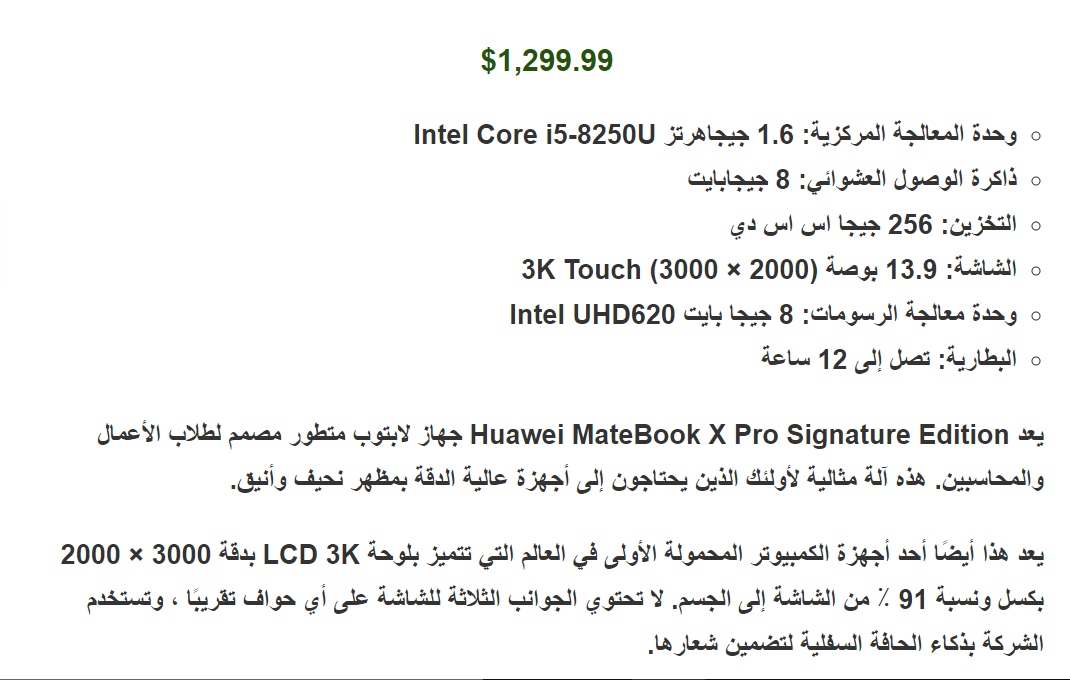 $1,299.99
وحدة المعالجة المركزية: 1.6 جيجاهرتز Intel Core i5-8250U
ذاكرة الوصول العشوائي: 8 جيجابايت
التخزين: 256 جيجا اس اس دي
الشاشة: 13.9 بوصة 3K Touch (3000 × 2000)
وحدة معالجة الرسومات: 8 جيجا بايت Intel UHD620
البطارية: تصل إلى 12 ساعة
يعد Huawei MateBook X Pro Signature Edition جهاز لابتوب متطور مصمم لطلاب الأعمال
والمحاسبين. هذه آلة مثالية لأولئك الذين يحتاجون إلى أجهزة عالية الدقة بمظهر نحيف وأنيق.
يعد هذا أيضًا أحد أجهزة الكمبيوتر المحمولة الأولى في العالم التي تتميز بلوحة LCD 3K بدقة 3000 × 2000
بكسل ونسبة 91 ٪ من الشاشة إلى الجسم. لا تحتوي الجوانب الثلاثة للشاشة على أي حواف تقريبًا ، وتستخدم
الشركة بذكاء الحافة السفلية لتضمين شعارها.